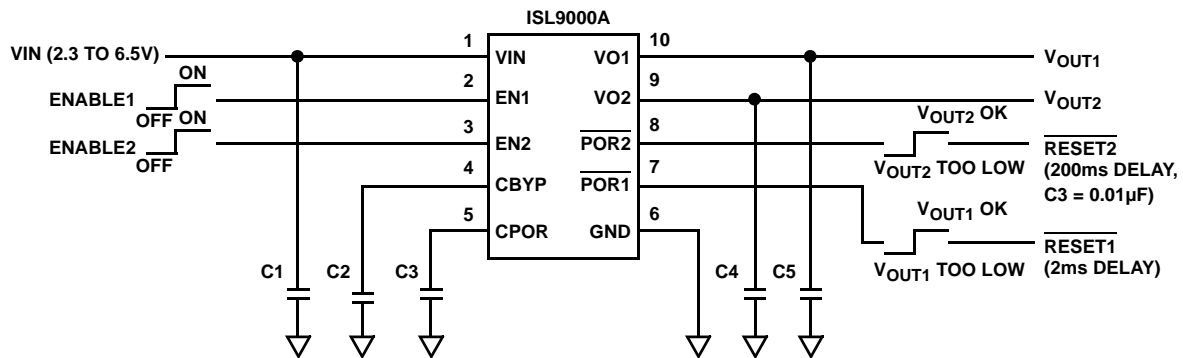 ISL9000A
VIN (2.3 TO 6.5V)
1
VIN
VO1
10
VOUT1
ON
ENABLE1
OFF
2
EN1
VO2
9
VOUT2
ON
ENABLE2
OFF
3
EN2
POR2
8
VOUT2 OK
VOUT2 TOO LOW
RESET2
(200ms DELAY,
C3 = 0.01µF)
4
CBYP
POR1
7
5
CPOR
GND
6
VOUT1 OK
VOUT1 TOO LOW
RESET1
(2ms DELAY)
C1
C2
C3
C4
C5